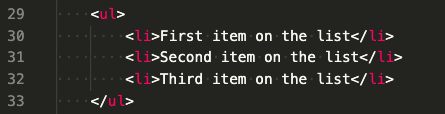 29 <ul>
30 <li>First item on the list</li>
31 <li>Second item on the list</li>
32 <li>Third item on the list</li>
33 </ul>